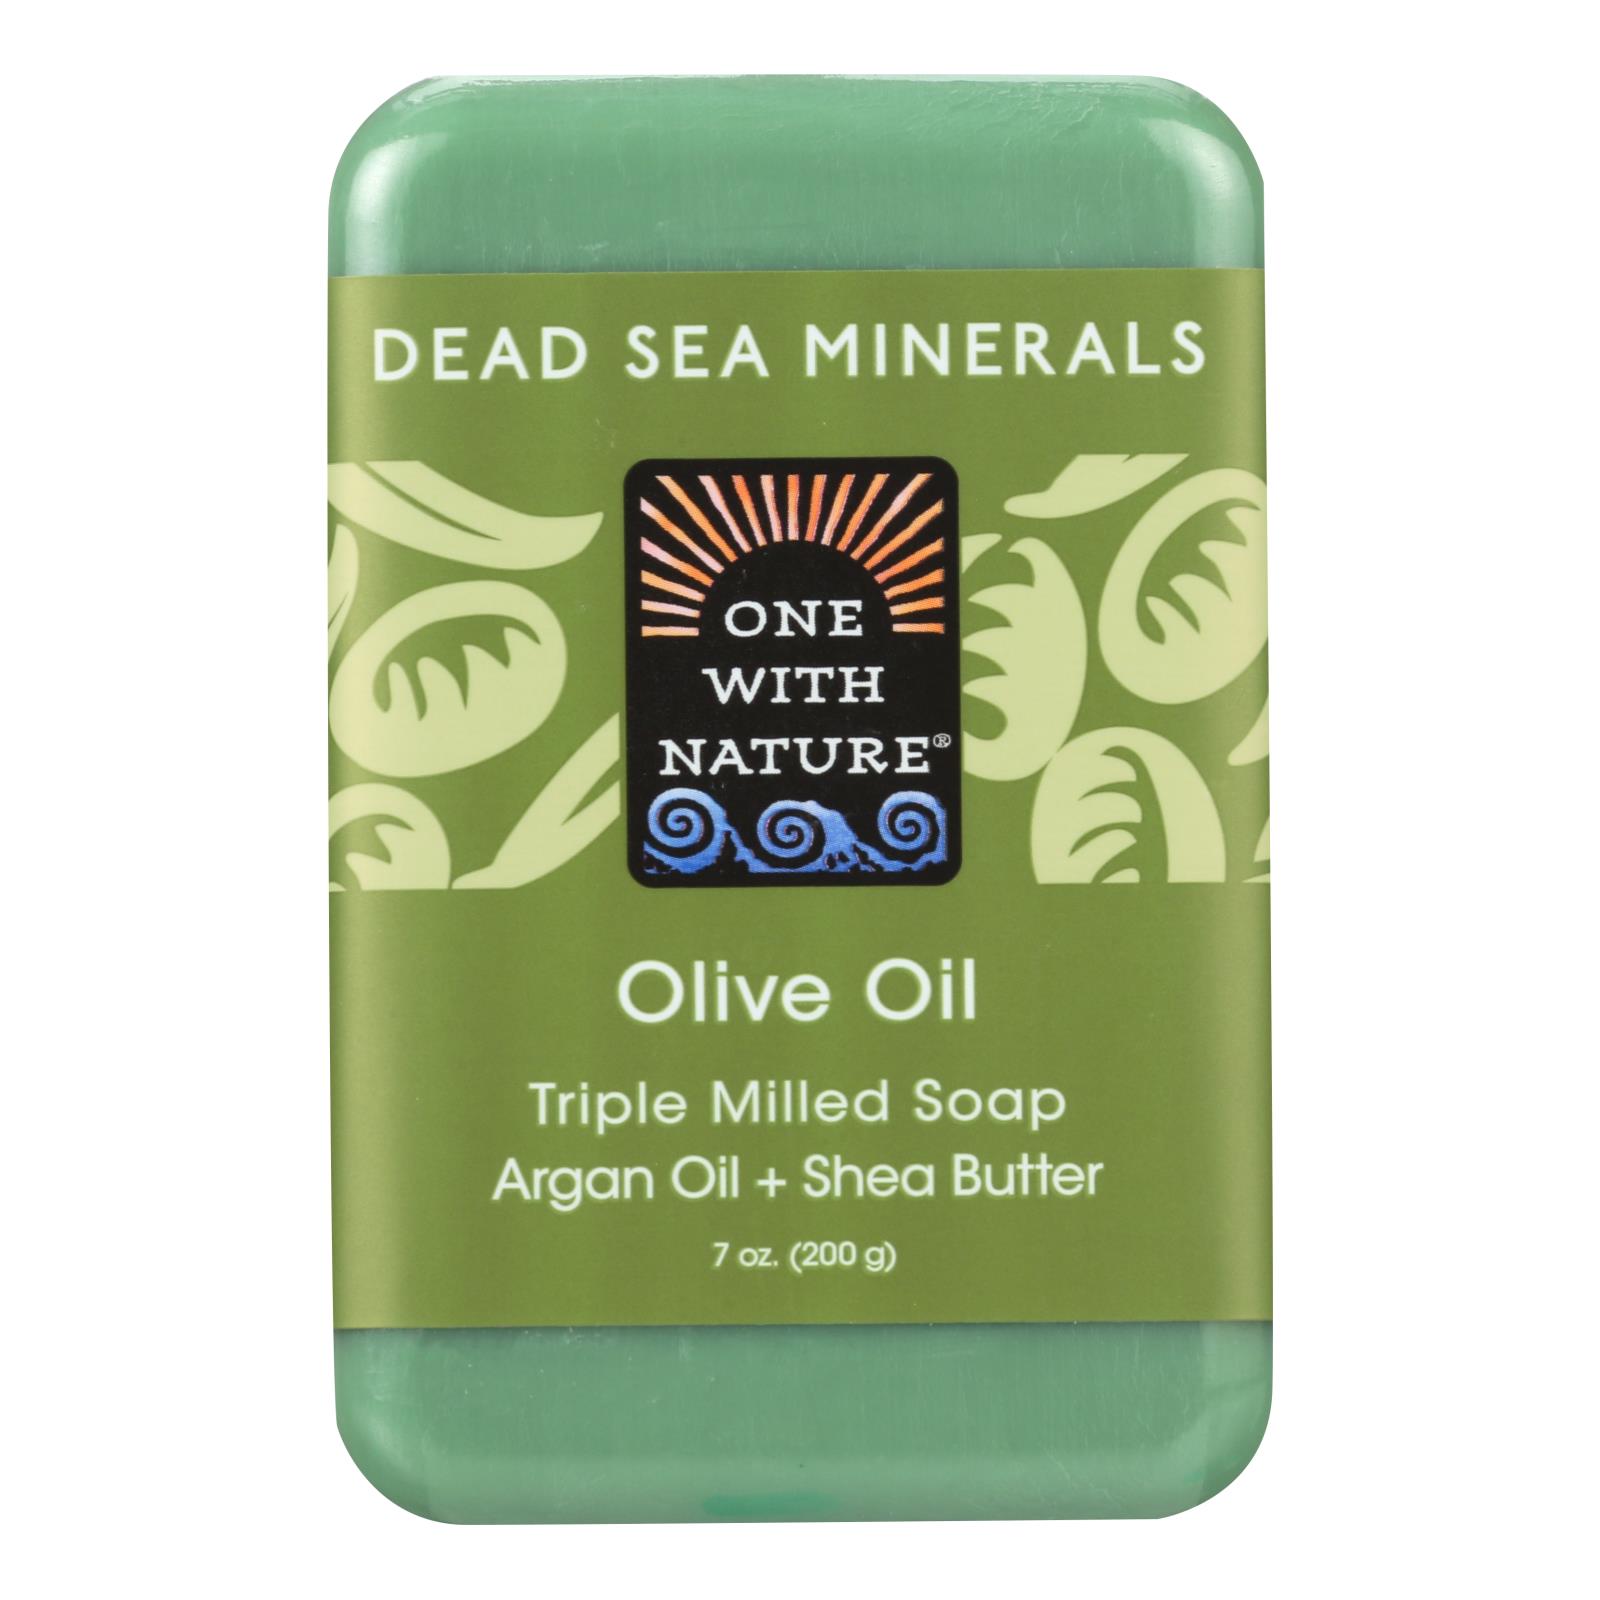 DEAD SEA MINERALS
ONE
WITH
NATURE®
Olive Oil
Triple Milled Soap
Argan Oil + Shea Butter
7 oz. (200 g)